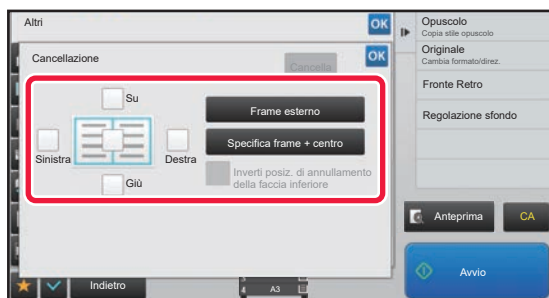 Altri
OK
Opuscolo
Copia stile opuscolo
Originale
Cambia formato/direz.
Fronte Retro
Regolazione sfondo
Cancellazione
Cancella
OK
Su
Sinistra
Destra
Giù
Frame esterno
Specifica frame + centro
Inverti posiz. di annullamento
della faccia inferiore
Anteprima
CA
Avvio
Indietro
4
A3